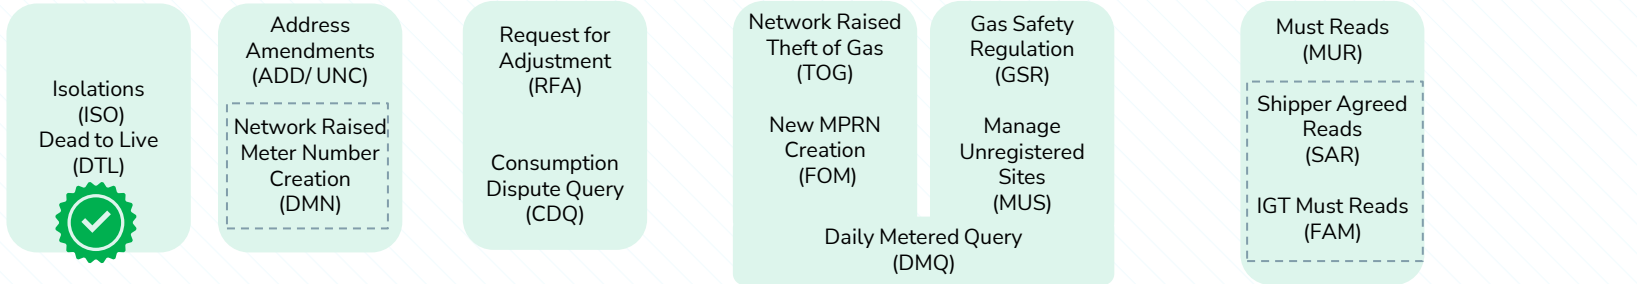 Isolations
(ISO)
Dead to Live
(DTL)
Address
Amendments
(ADD/ UNC)
Network Raised
Meter Number
Creation
(DMN)
Request for
Adjustment
(RFA)
Consumption
Dispute Query
(CDQ)
Network Raised
Theft of Gas
(TOG)
New MPRN
Creation
(FOM)
Gas Safety
Regulation
(GSR)
Manage
Unregistered
Sites
(MUS)
Daily Metered Query
(DMQ)
Must Reads
(MUR)
Shipper Agreed
Reads
(SAR)
IGT Must Reads
(FAM)